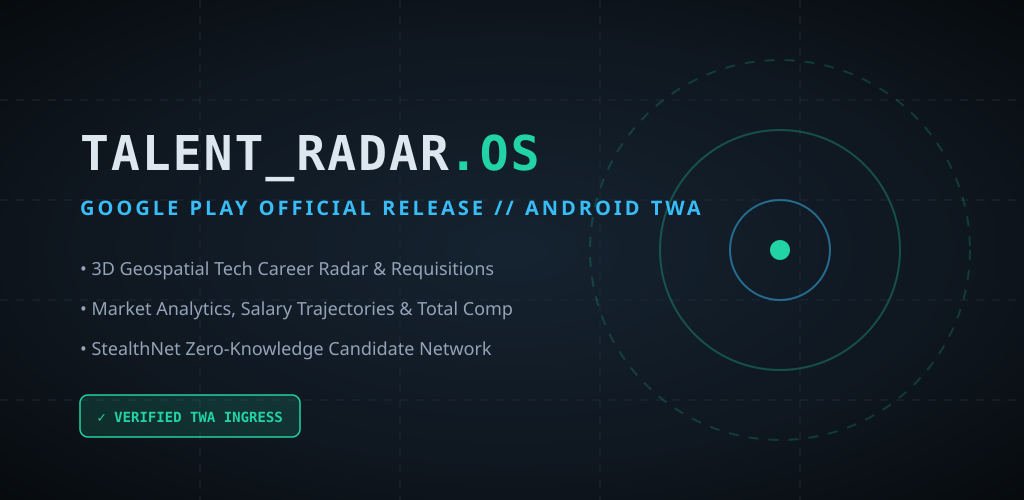 TALENT_RADAR.OS
GOOGLE PLAY OFFICIAL RELEASE // ANDROID TWA
• 3D Geospatial Tech Career Radar & Requisitions
• Market Analytics, Salary Trajectories & Total Comp
• StealthNet Zero-Knowledge Candidate Network
✓ VERIFIED TWA INGRESS